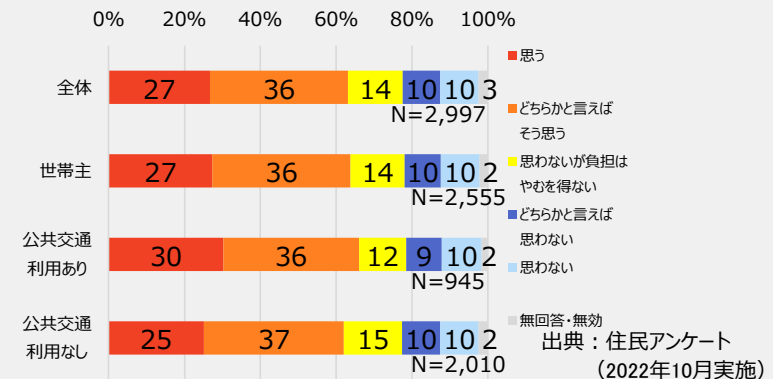 0% 20% 40% 60% 80% 100%
全体
27 36 14 10 10 3
N=2,997
世帯主
27 36 14 10 10 2
N=2,555
公共交通
利用あり
30 36 12 9 10 2
N=945
公共交通
利用なし
25 37 15 10 10 2
N=2,010
思う
どちらかと言えば
そう思う
思わないが負担は
やむを得ない
どちらかと言えば
思わない
思わない
無回答・無効
出典：住民アンケート
（2022年10月実施）